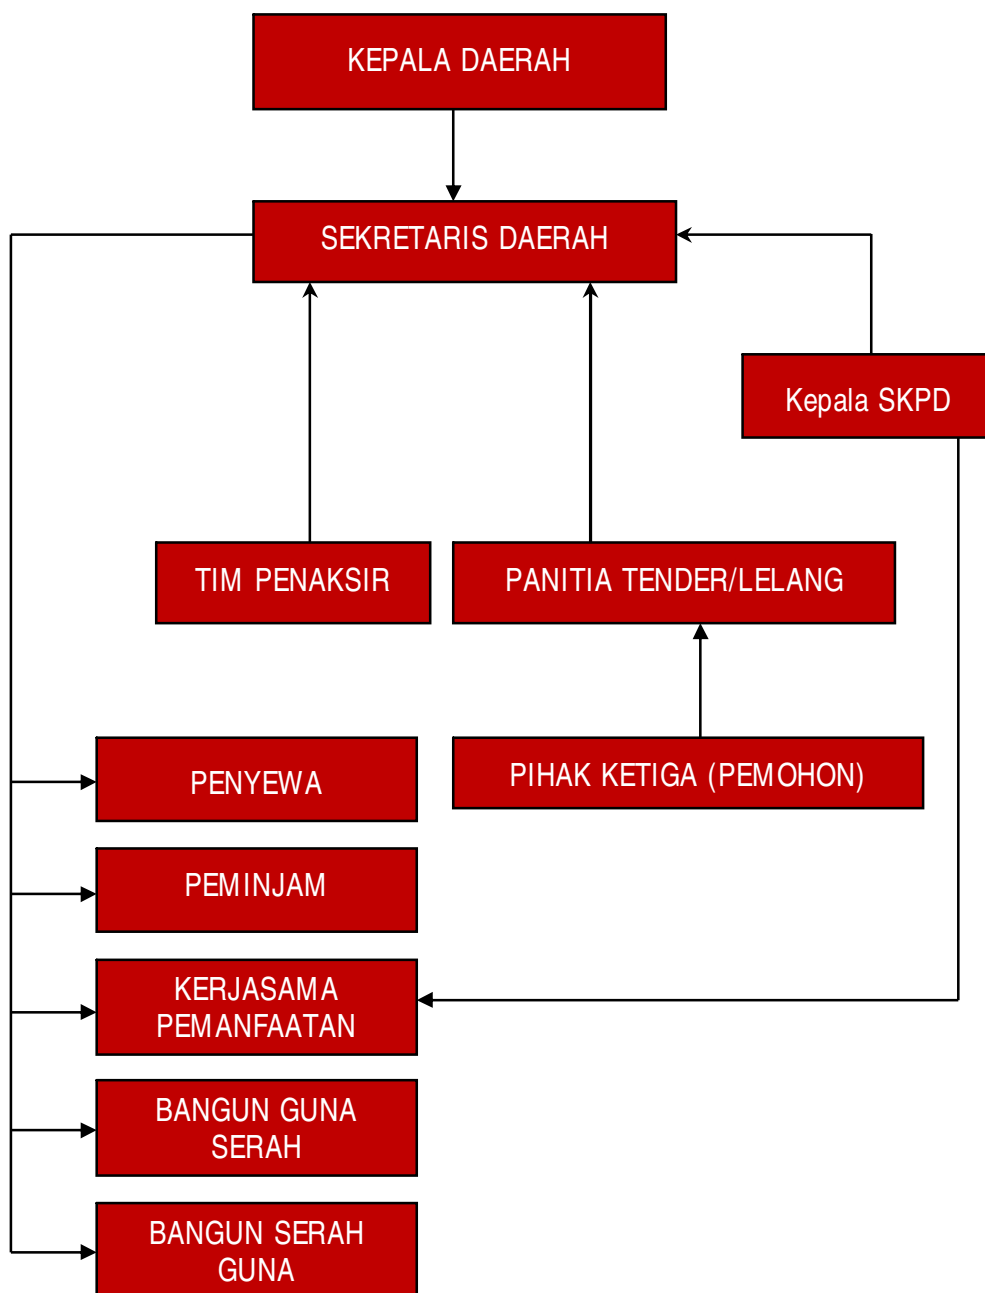 KEPALA DAERAH
SEKRETARIS DAERAH
Kepala SKPD
TIM PENAKSIR
PANITIA TENDER/LELANG
PENYEWA
PIHAK KETIGA (PEMOHON)
PEMINJAM
KERJASAMA
PEMANFAATAN
BANGUN GUNA
SERAH
BANGUN SERAH
GUNA